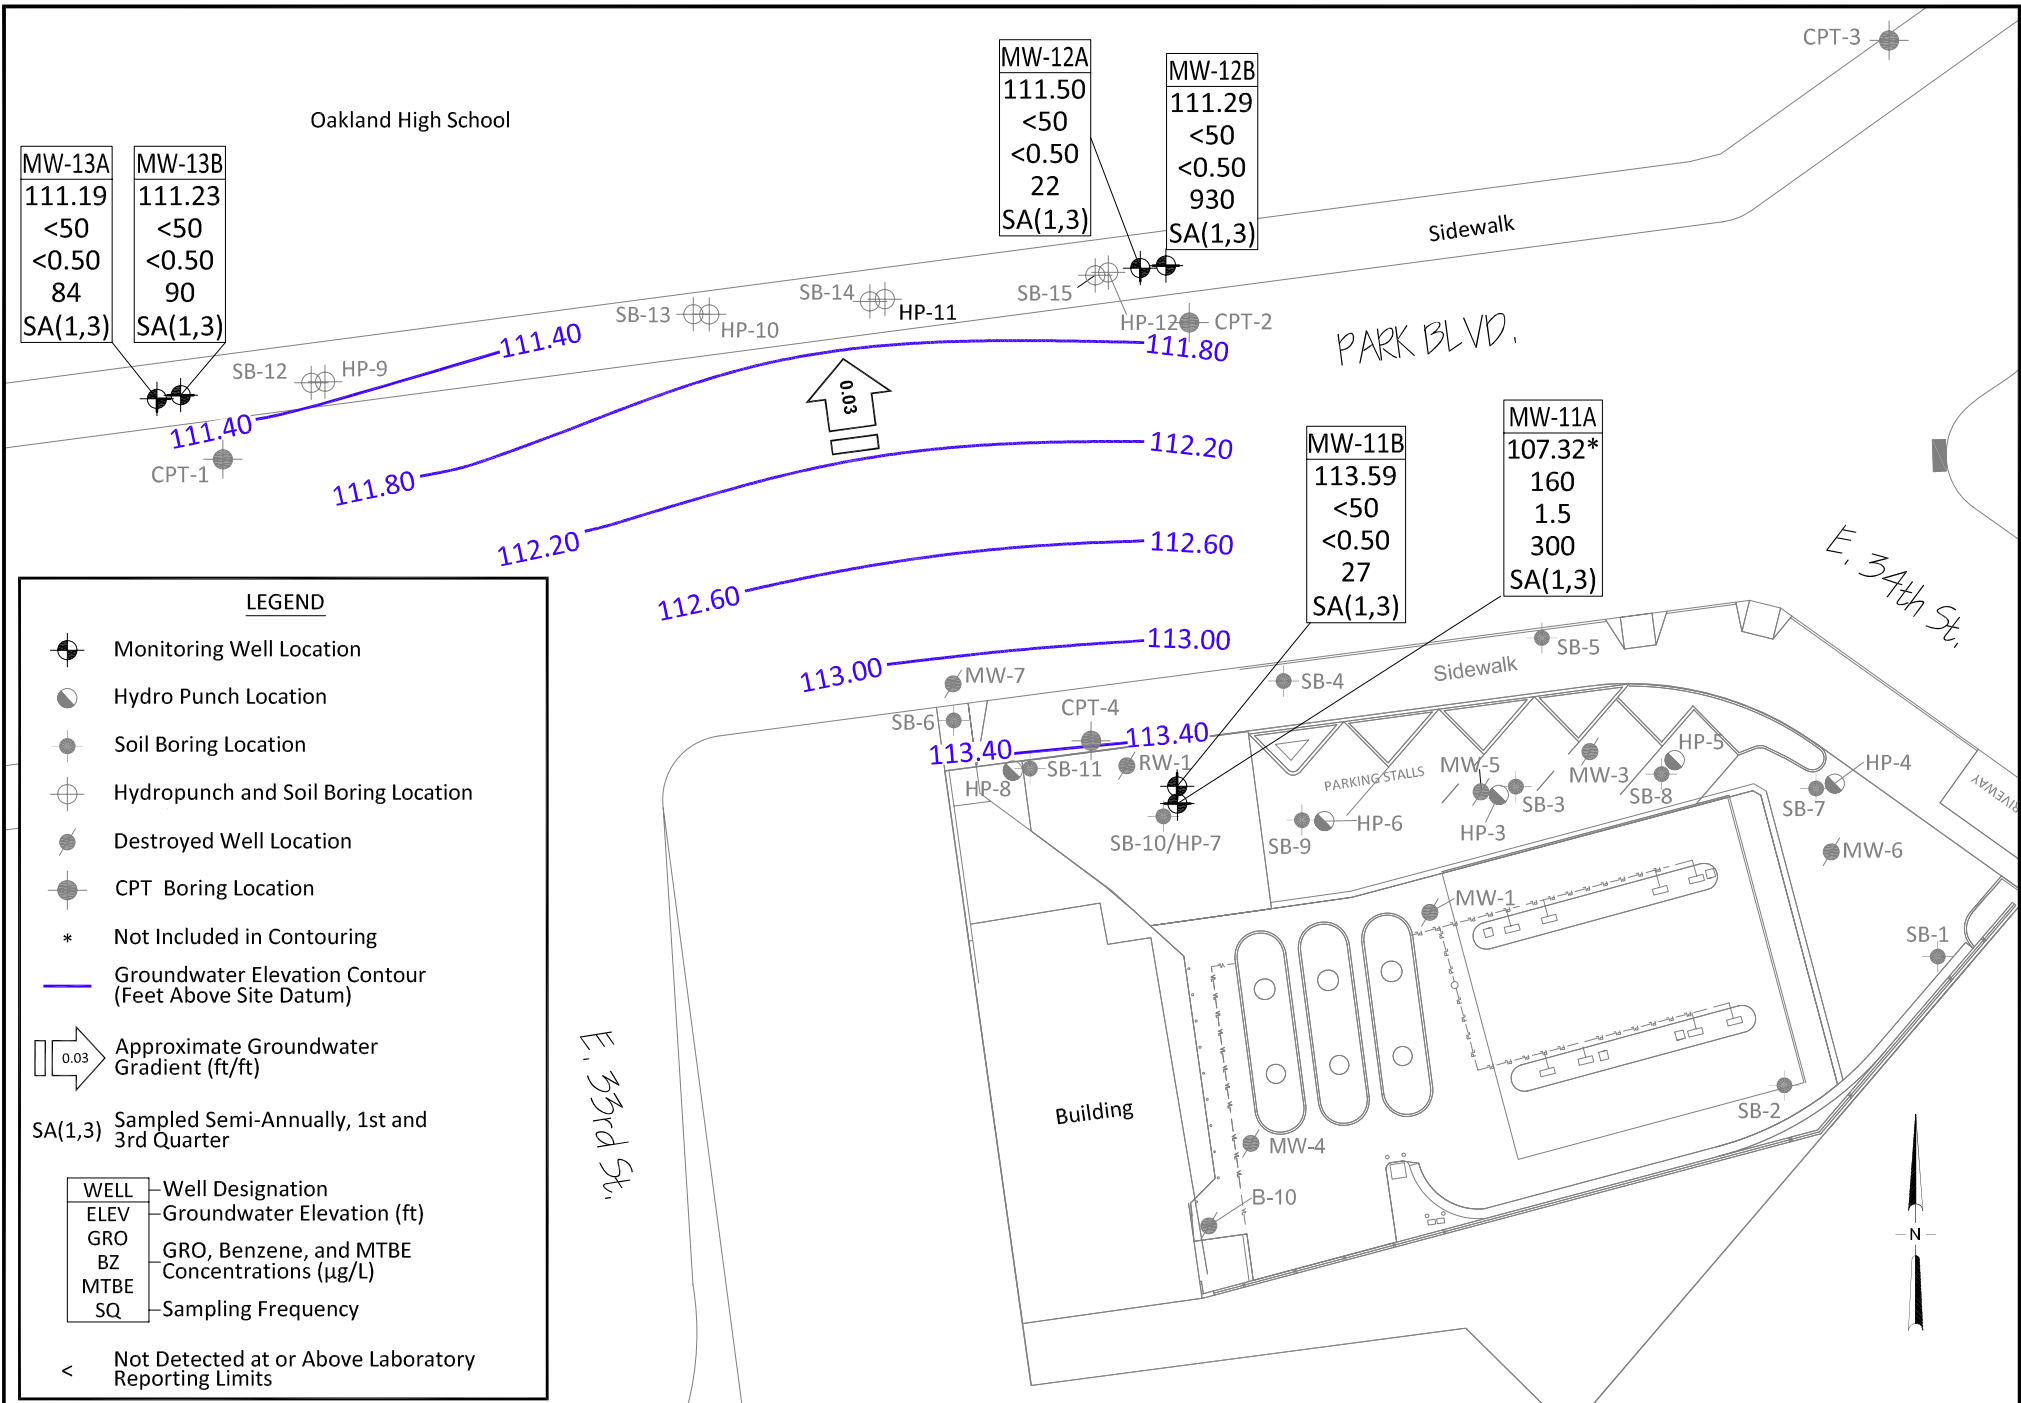 CPT-3
Oakland High School
MW-12A
111.50
<50
<0.50
22
SA(1,3)
MW-12B
111.29
<50
<0.50
930
SA(1,3)
MW-13A
111.19
<50
<0.50
84
SA(1,3)
MW-13B
111.23
<50
<0.50
90
SA(1,3)
Sidewalk
SB-15
SB-14
HP-11
SB-13
HP-10
HP-12
CPT-2
PARK BLVD.
111.40
111.80
SB-12
HP-9
0.03
111.40
CPT-1
111.80
112.20
112.20
112.60
112.60
113.00
113.00
MW-11B
113.59
<50
<0.50
27
SA(1,3)
MW-11A
107.32*
160
1.5
300
SA(1,3)
E. 34th St.
LEGEND
Monitoring Well Location
Hydro Punch Location
Soil Boring Location
Hydropunch and Soil Boring Location
Destroyed Well Location
CPT Boring Location
* Not Included in Contouring
Groundwater Elevation Contour
(Feet Above Site Datum)
0.03 Approximate Groundwater
Gradient (ft/ft)
SA(1,3) Sampled Semi-Annually, 1st and
3rd Quarter
WELL Well Designation
ELEV Groundwater Elevation (ft)
GRO
BZ
MTBE
GRO, Benzene, and MTBE
Concentrations (µg/L)
SQ Sampling Frequency
< Not Detected at or Above Laboratory
Reporting Limits
MW-7
SB-4
Sidewalk
SB-5
SB-6
CPT-4
113.40
113.40
HP-8
SB-11
RW-1
PARKING STALLS
MW-5
MW-3
HP-5
HP-4
SB-10/HP-7
SB-9
HP-6
HP-3
SB-3
SB-8
SB-7
MW-6
MW-1
SB-1
SB-2
E. 33rd St.
Building
MW-4
B-10
N